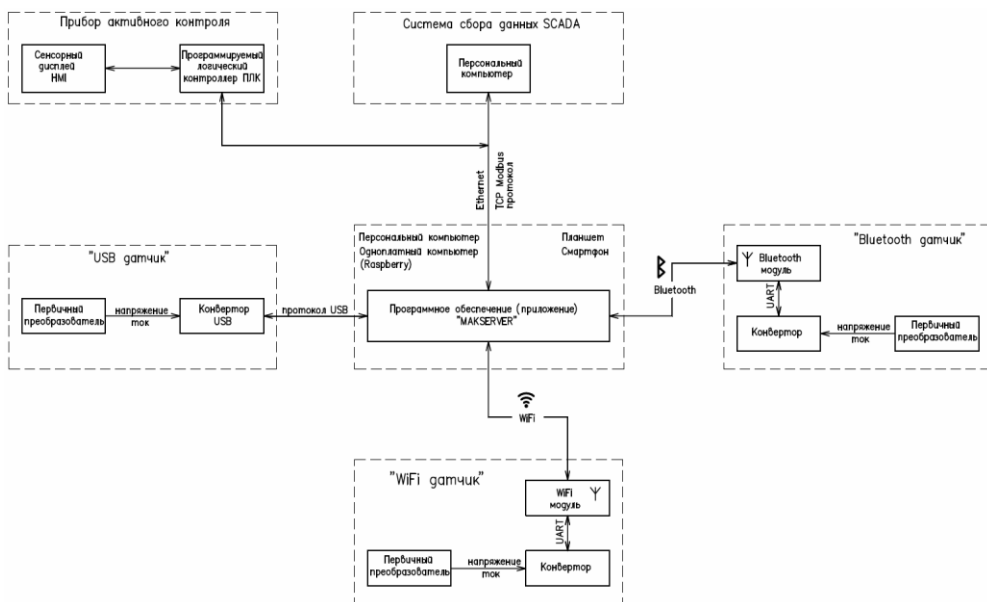 Прибор активного контроля
Сенсорный
дисплей
HMI
Программируемый
логический
контроллер ПЛК
Система сбора данных SCADA
Персональный
компьютер
Ethernet
TCP Modbus
протокол
"USB датчик"
Первичный
преобразователь
напряжение
ток
Конвертор
USB
протокол USB
Персональный компьютер
Одноплатный компьютер
(Raspberry)
Планшет
Смартфон
Программное обеспечение (приложение)
"MAKSERVER"
Bluetooth
"Bluetooth датчик"
Bluetooth
модуль
UART
Конвертор
напряжение
ток
Первичный
преобразователь
WiFi
"WiFi датчик"
WiFi
модуль
UART
Первичный
преобразователь
напряжение
ток
Конвертор